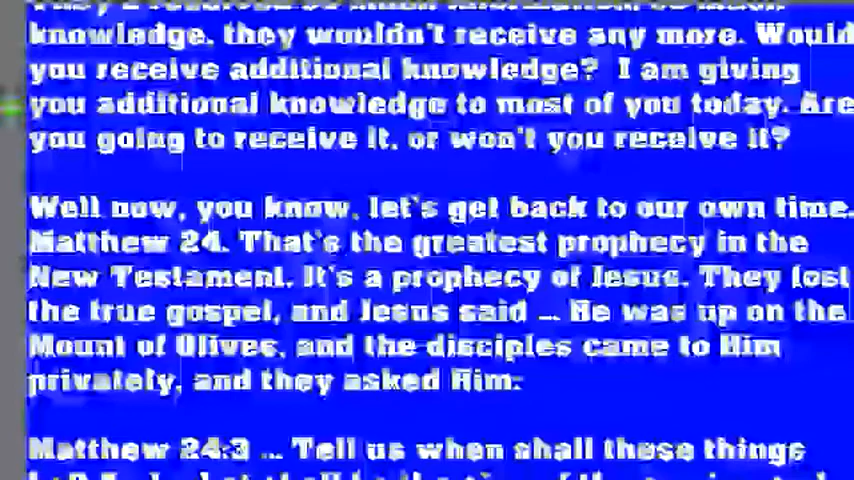 knowledge, they wouldn't receive any more. Would
you receive additional knowledge? I am giving
you additional knowledge to most of you today. Are
you going to receive it, or won't you receive it?
Well now, you know, let's get back to our own time.
Matthew 24. That's the greatest prophecy in the
New Testament. It's a prophecy of Jesus. They lost
the true gospel, and Jesus said ... He was up on the
Mount of Olives, and the disciples came to Him
privately, and they asked Him:
Matthew 24:3 ... Tell us when shall these things